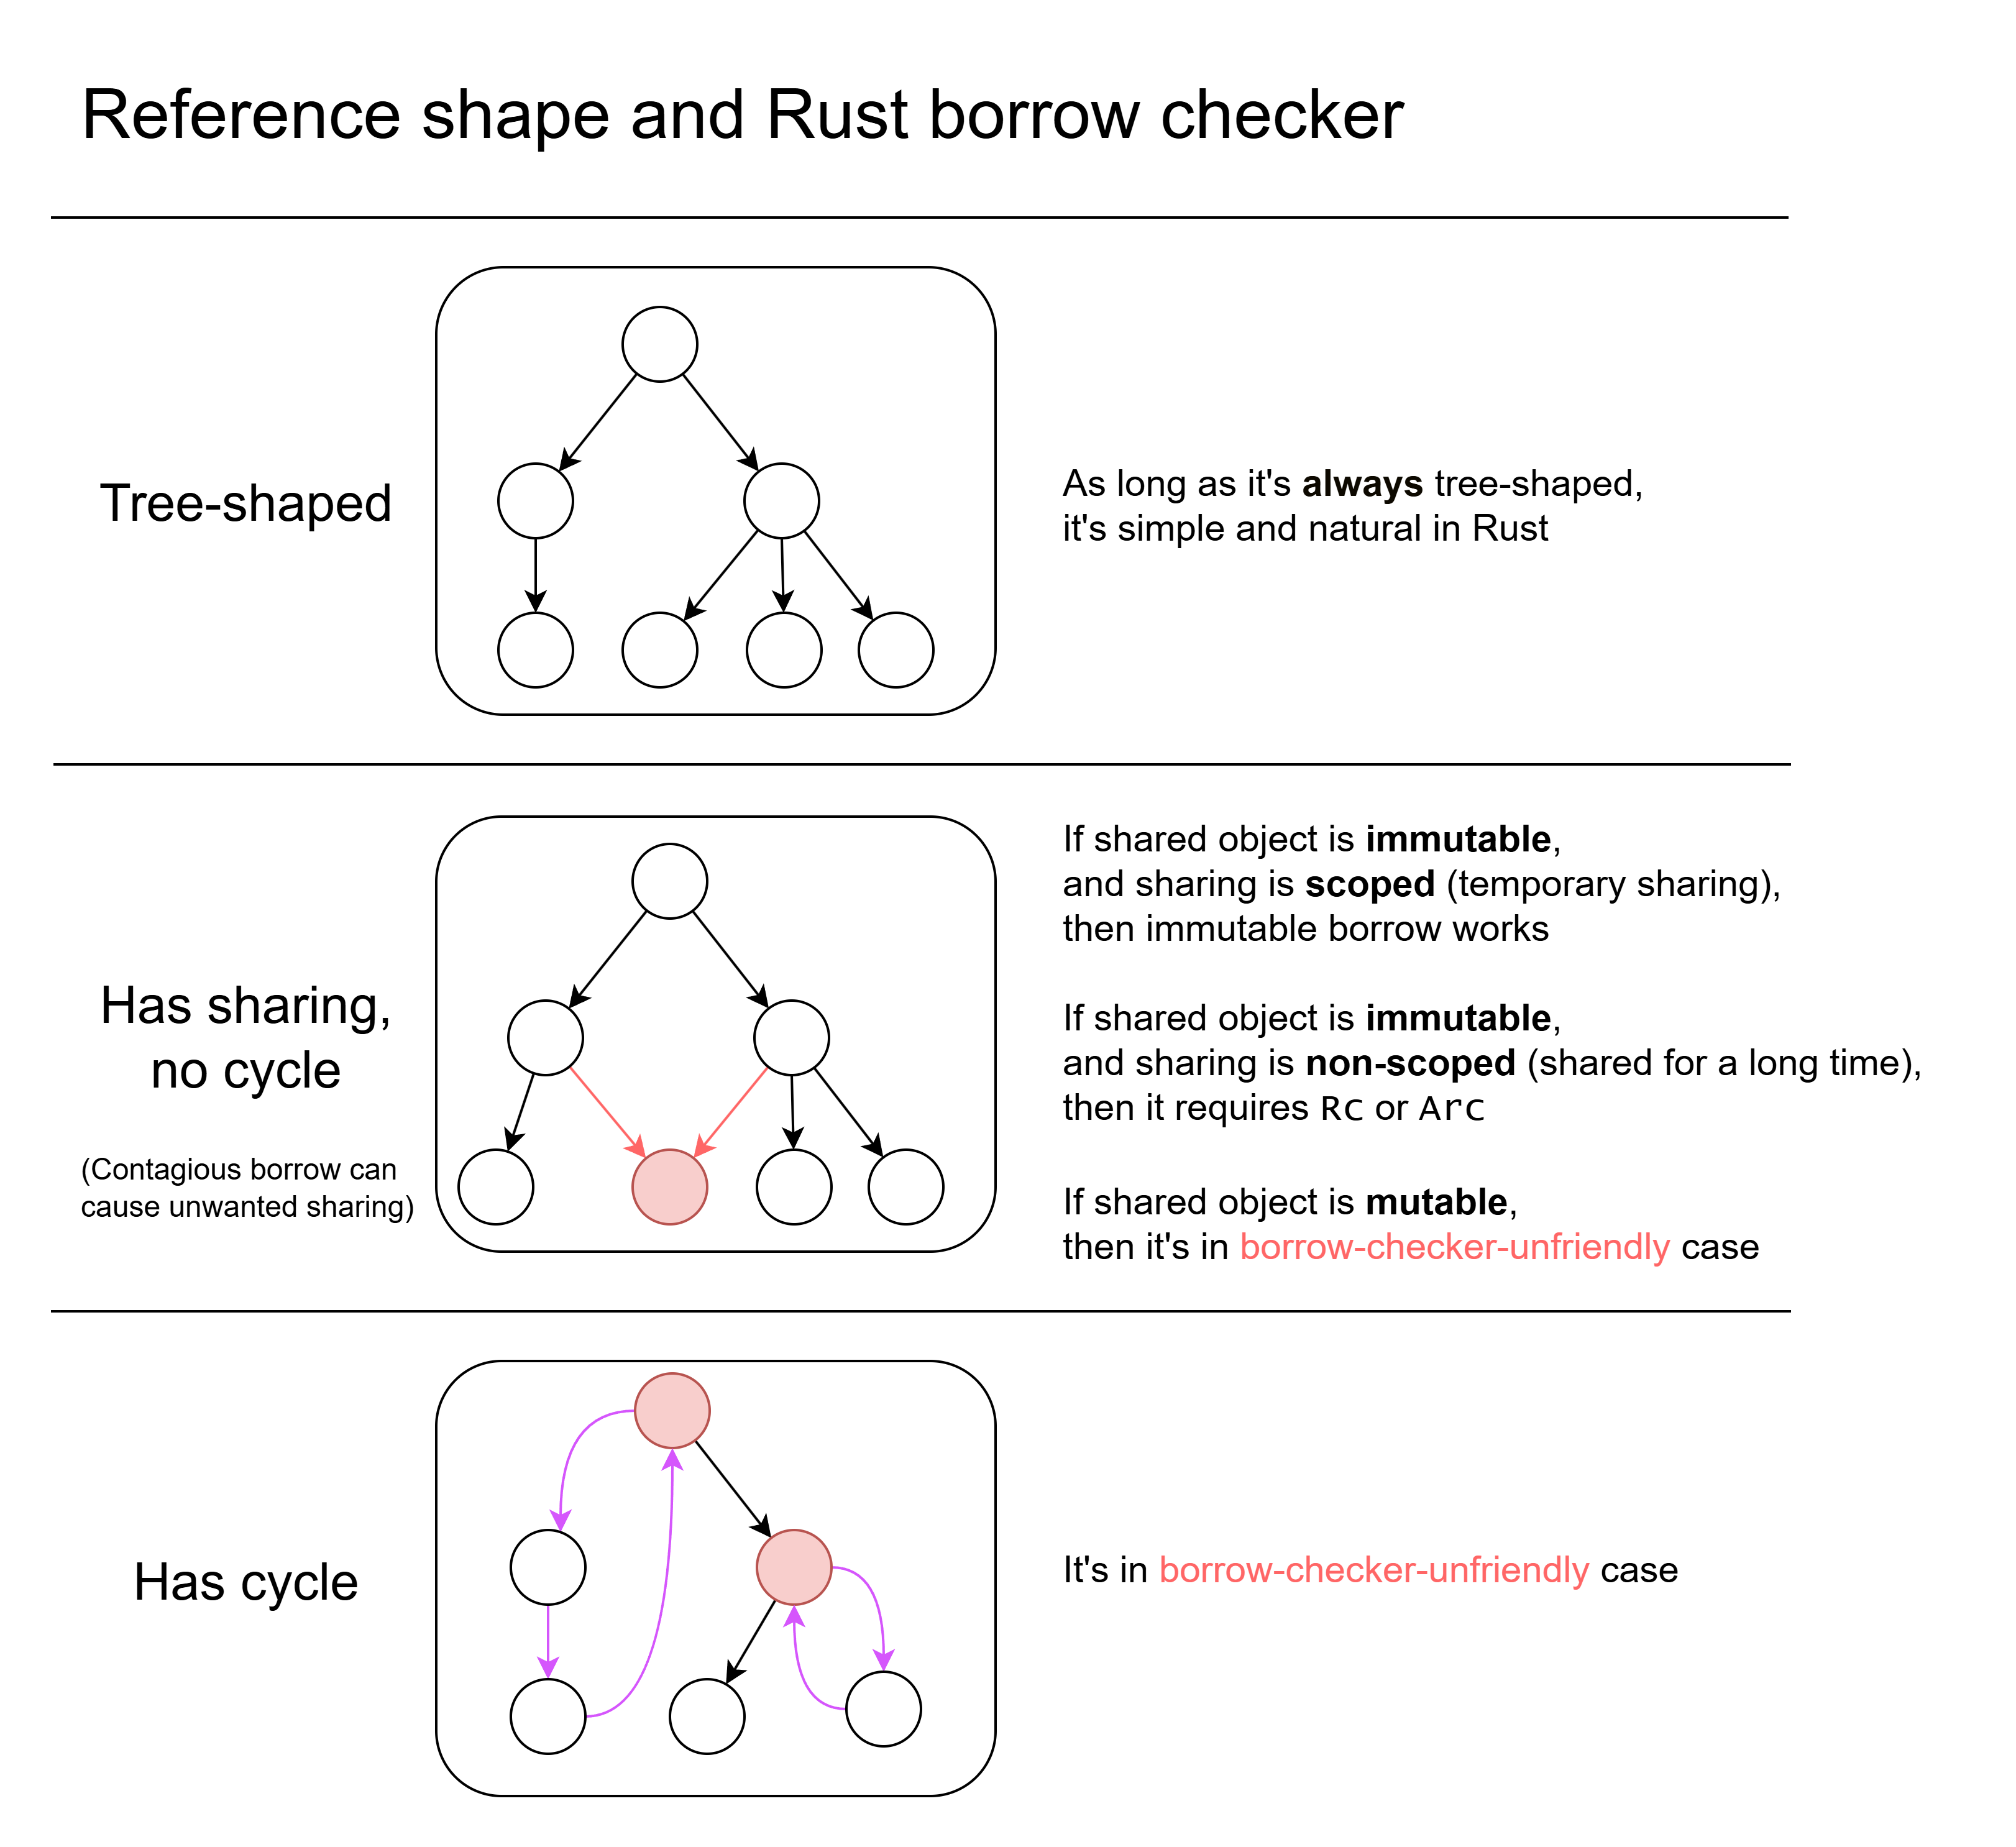 Reference shape and Rust borrow checker
Tree-shaped
As long as it's always tree-shaped,
it's simple and natural in Rust
Has sharing,
no cycle
(Contagious borrow can
cause unwanted sharing)
If shared object is immutable,
and sharing is scoped (temporary sharing),
then immutable borrow works
If shared object is immutable,
and sharing is non-scoped (shared for a long time),
then it requires Rc or Arc
If shared object is mutable,
then it's in borrow-checker-unfriendly case
Has cycle
It's in borrow-checker-unfriendly case